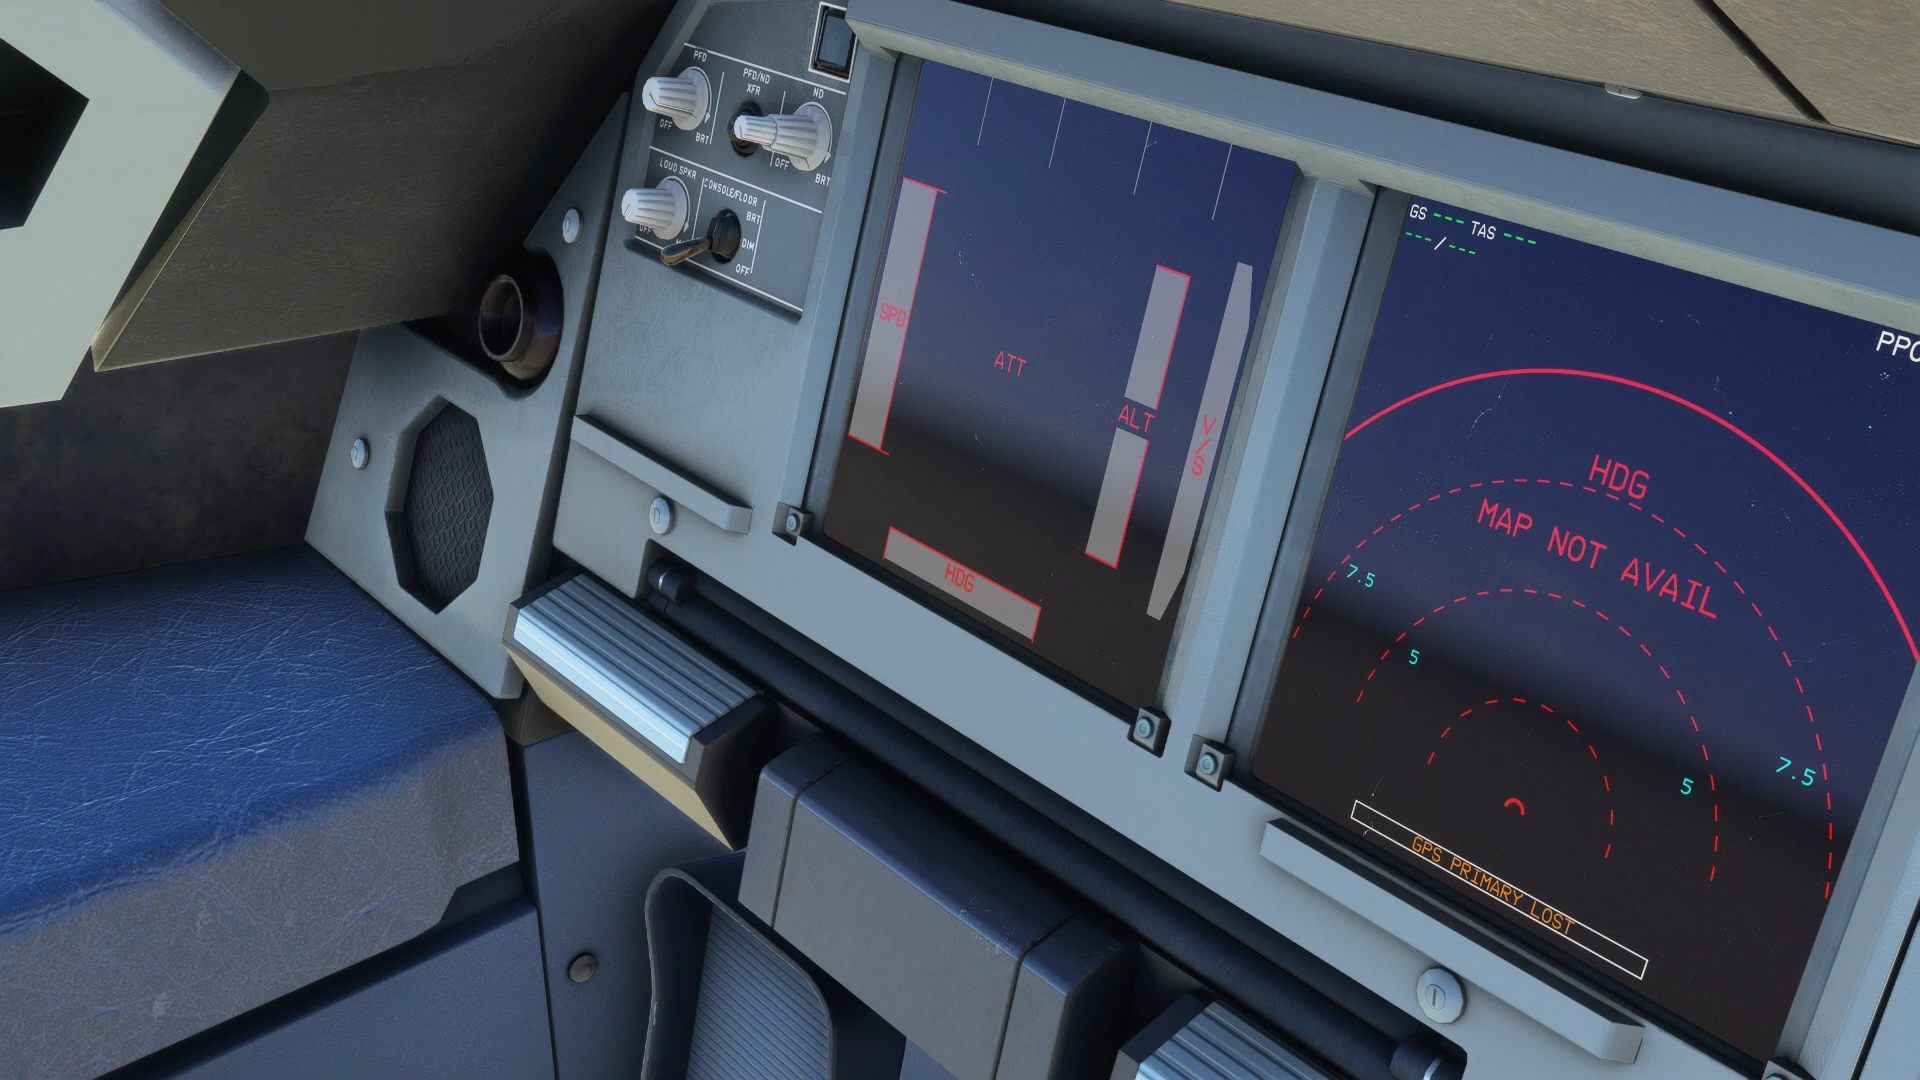 PFD
PFD/ND
XFR
ND
OFF
BRT
OFF
BRT
LOUD SPKR
CONSOLE/FLOOR
BRT
DIM
OFF
OFF
SPD
ATT
ALT
V/S
HDG
GS --- TAS ---
---/---
HDG
MAP NOT AVAIL
7.5
5
7.5
5
GPS PRIMARY LOST